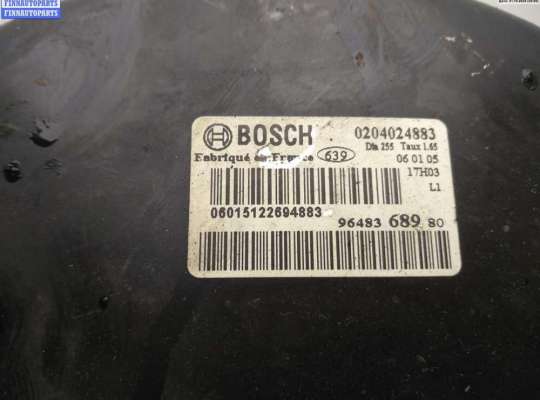 FINNAUTOPARTS
FINNAUTOPARTS
BOSCH
0204024883
Dia 255 Taux 1.65
Fabriqué en France
639
06 01 05
17H03
L1
06015122694883
96483 689 80